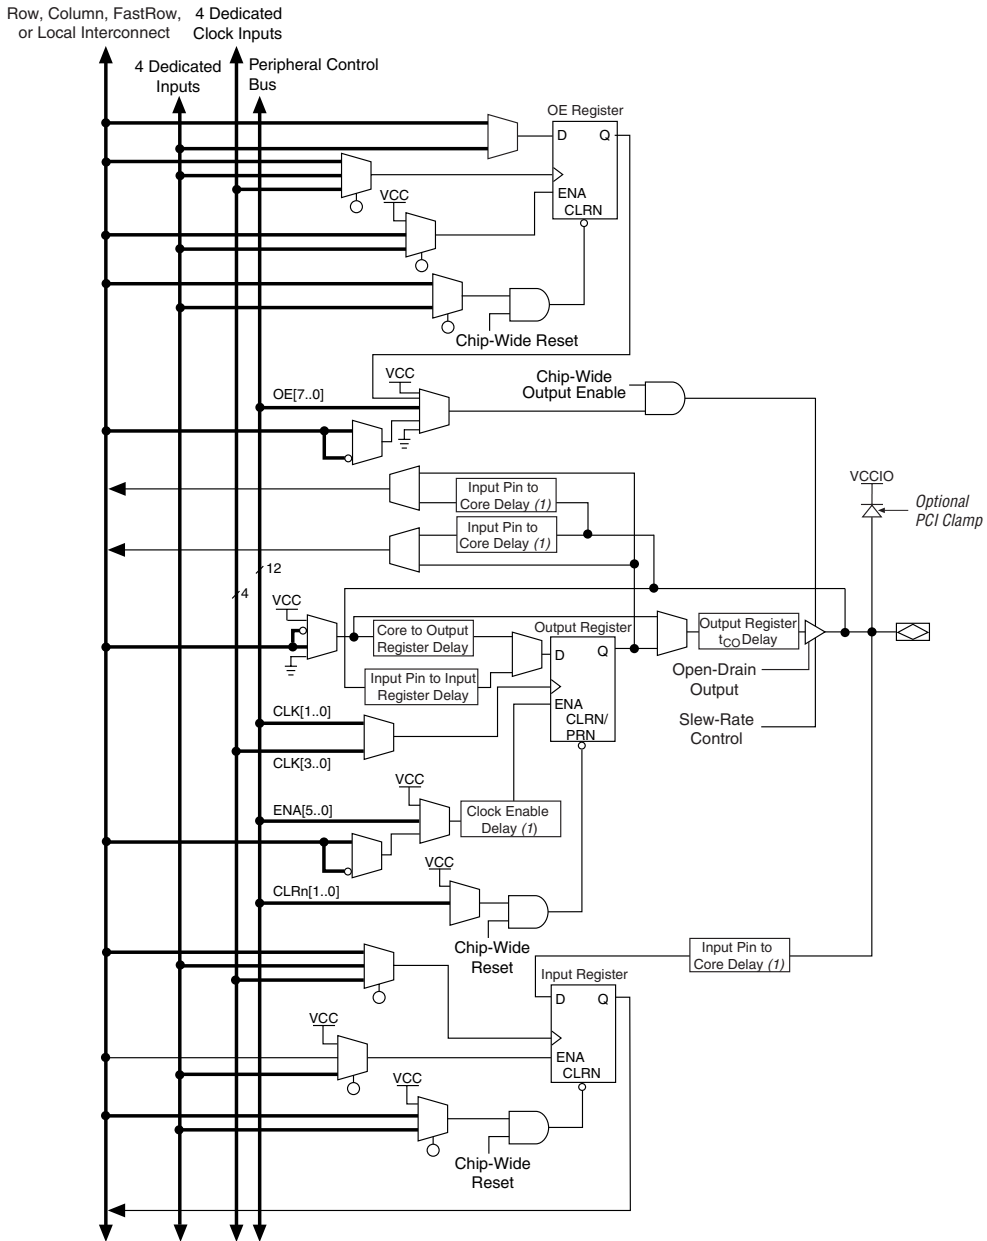 Row, Column, FastRow,
or Local Interconnect
4 Dedicated
Clock Inputs
4 Dedicated
Inputs
Peripheral Control
Bus
OE Register
D
Q
ENA
CLRN
VCC
Chip-Wide Reset
VCC
OE[7..0]
Chip-Wide
Output Enable
Input Pin to
Core Delay (1)
Input Pin to
Core Delay (1)
VCCIO
Optional
PCI Clamp
12
4
VCC
Core to Output
Register Delay
Input Pin to Input
Register Delay
Output Register
D
Q
ENA
CLRN/
PRN
Output Register
tCO Delay
Open-Drain
Output
Slew-Rate
Control
CLK[1..0]
CLK[3..0]
VCC
ENA[5..0]
Clock Enable
Delay (1)
VCC
CLRn[1..0]
Chip-Wide
Reset
Input Pin to
Core Delay (1)
Input Register
D
Q
ENA
CLRN
VCC
VCC
Chip-Wide
Reset